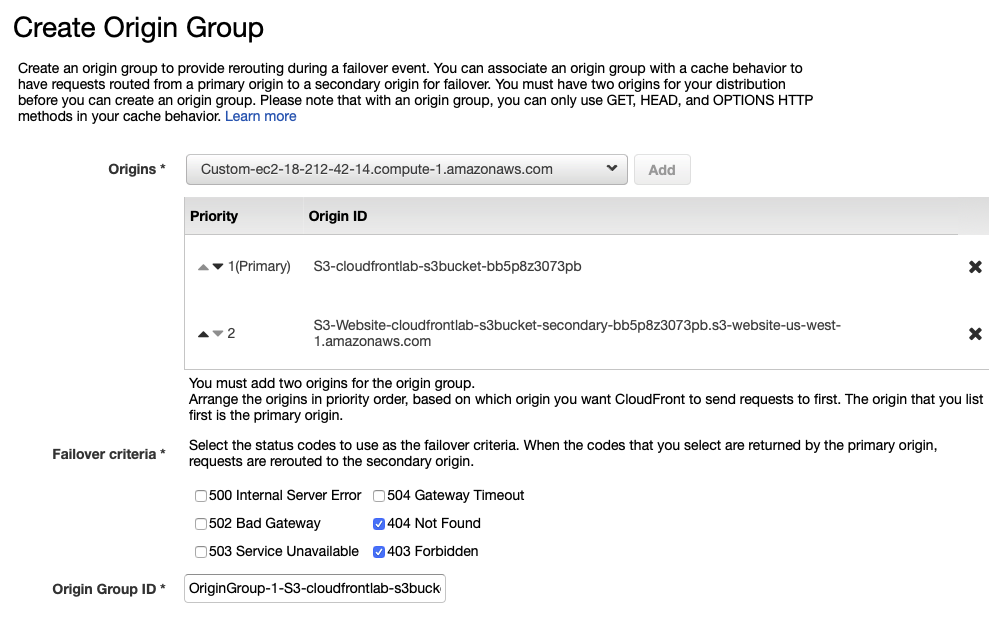 Create Origin Group
Create an origin group to provide rerouting during a failover event. You can associate an origin group with a cache behavior to
have requests routed from a primary origin to a secondary origin for failover. You must have two origins for your distribution
before you can create an origin group. Please note that with an origin group, you can only use GET, HEAD, and OPTIONS HTTP
methods in your cache behavior. Learn more
Origins * Custom-ec2-18-212-42-14.compute-1.amazonaws.com Add
Priority Origin ID
1(Primary) S3-cloudfrontlab-s3bucket-bb5p8z3073pb
2 S3-Website-cloudfrontlab-s3bucket-secondary-bb5p8z3073pb.s3-website-us-west-
1.amazonaws.com
You must add two origins for the origin group.
Arrange the origins in priority order, based on which origin you want CloudFront to send requests to first. The origin that you list
first is the primary origin.
Failover criteria * Select the status codes to use as the failover criteria. When the codes that you select are returned by the primary origin,
requests are rerouted to the secondary origin.
500 Internal Server Error 504 Gateway Timeout
502 Bad Gateway 404 Not Found
503 Service Unavailable 403 Forbidden
Origin Group ID * OriginGroup-1-S3-cloudfrontlab-s3buck